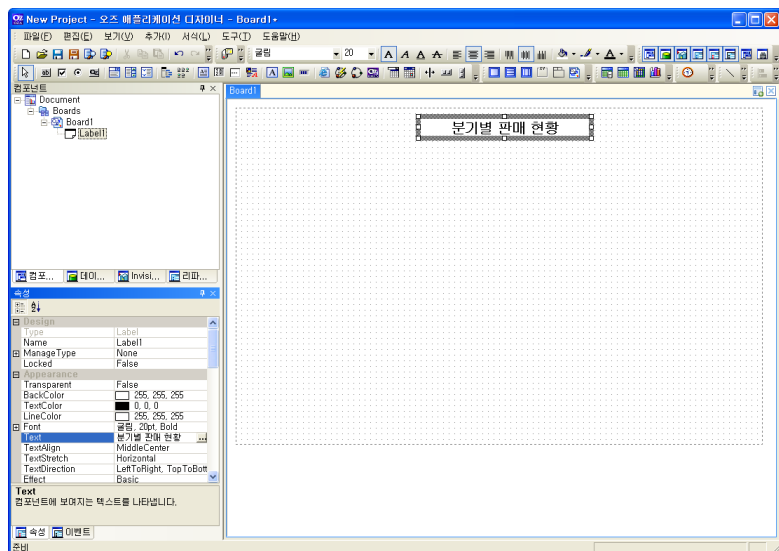 New Project - 오즈 애플리케이션 디자이너 - Board1*
파일(F) 편집(E) 보기(V) 추가(I) 서식(L) 도구(T) 도움말(H)
굴림 20
컴포넌트
Document
Boards
Board1
Label1
컴포... 데이... Invisi... 리파...
Board1
분기별 판매 현황
속성
Design
Type Label
Name Label1
ManageType None
Locked False
Appearance
Transparent False
BackColor 255, 255, 255
TextColor 0, 0, 0
LineColor 255, 255, 255
Font 굴림, 20pt, Bold
Text 분기별 판매 현황 ...
TextAlign MiddleCenter
TextStretch Horizontal
TextDirection LeftToRight, TopToBott
Effect Basic
Text
컴포넌트에 보여지는 텍스트를 나타냅니다.
속성 이벤트
준비